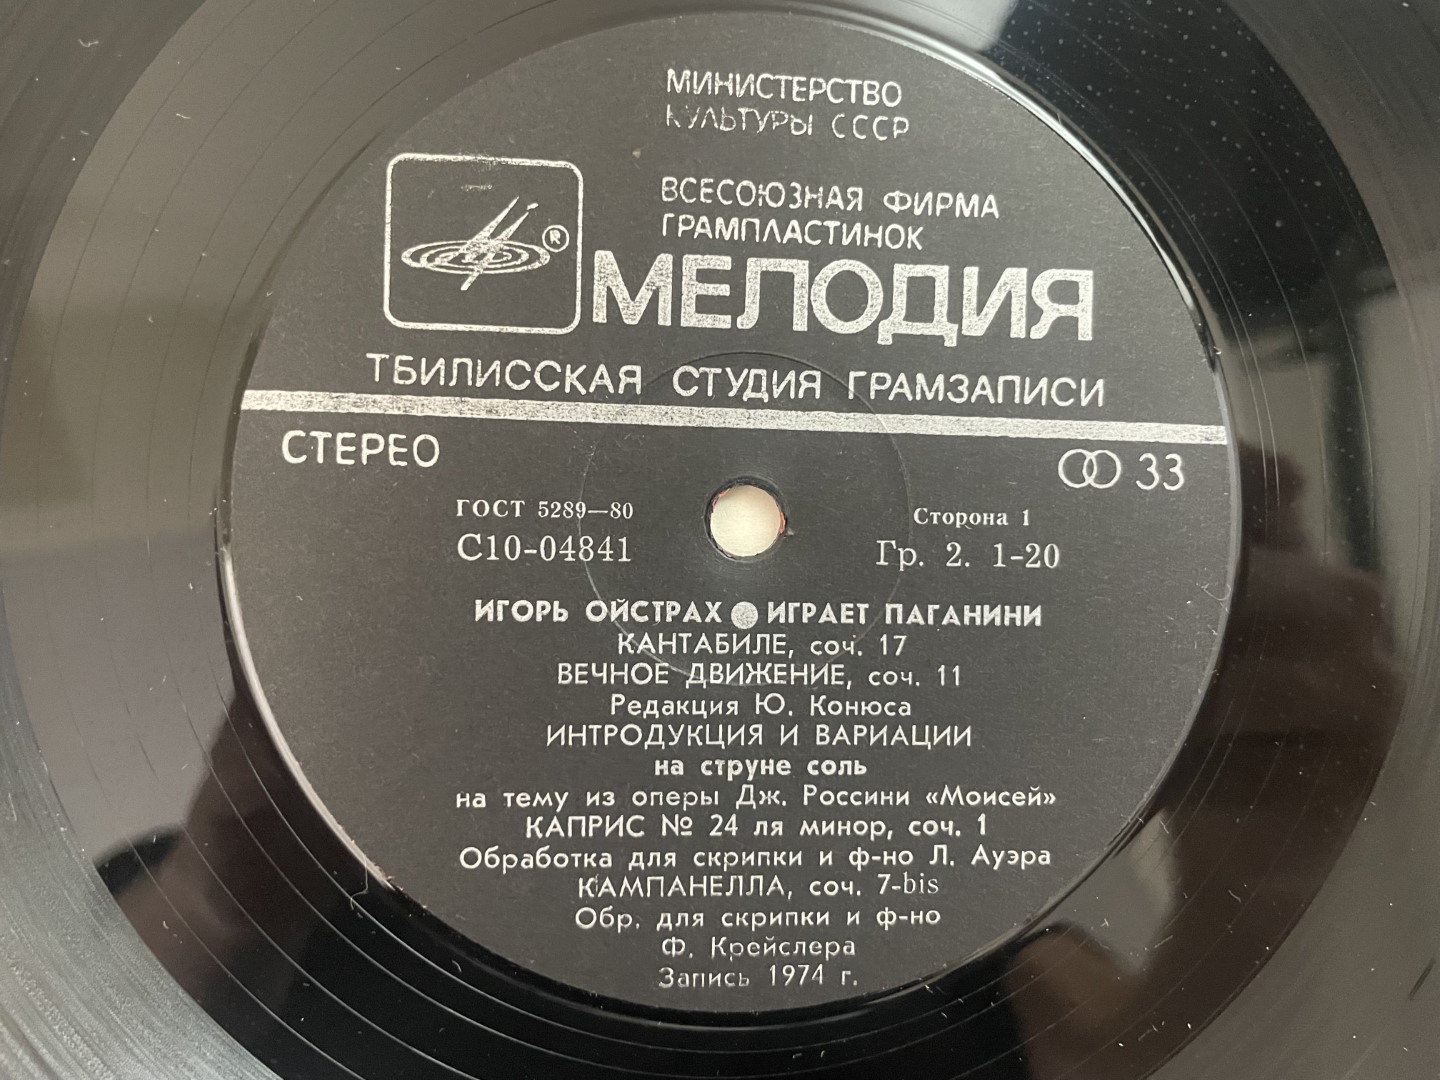 МИНИСТЕРСТВО
КУЛЬТУРЫ СССР
ВСЕСОЮЗНАЯ ФИРМА
ГРАМПЛАСТИНОК
®
МЕЛОДИЯ
ТБИЛИССКАЯ СТУДИЯ ГРАМЗАПИСИ
СТЕРЕО
33
ГОСТ 5289—80
Сторона 1
С10-04841
Гр. 2. 1-20
ИГОРЬ ОЙСТРАХ ● ИГРАЕТ ПАГАНИНИ
КАНТАБИЛЕ, соч. 17
ВЕЧНОЕ ДВИЖЕНИЕ, соч. 11
Редакция Ю. Конюса
ИНТРОДУКЦИЯ И ВАРИАЦИИ
на струне соль
на тему из оперы Дж. Россини «Моисей»
КАПРИС № 24 ля минор, соч. 1
Обработка для скрипки и ф-но Л. Ауэра
КАМПАНЕЛЛА, соч. 7-bis
Обр. для скрипки и ф-но
Ф. Крейслера
Запись 1974 г.